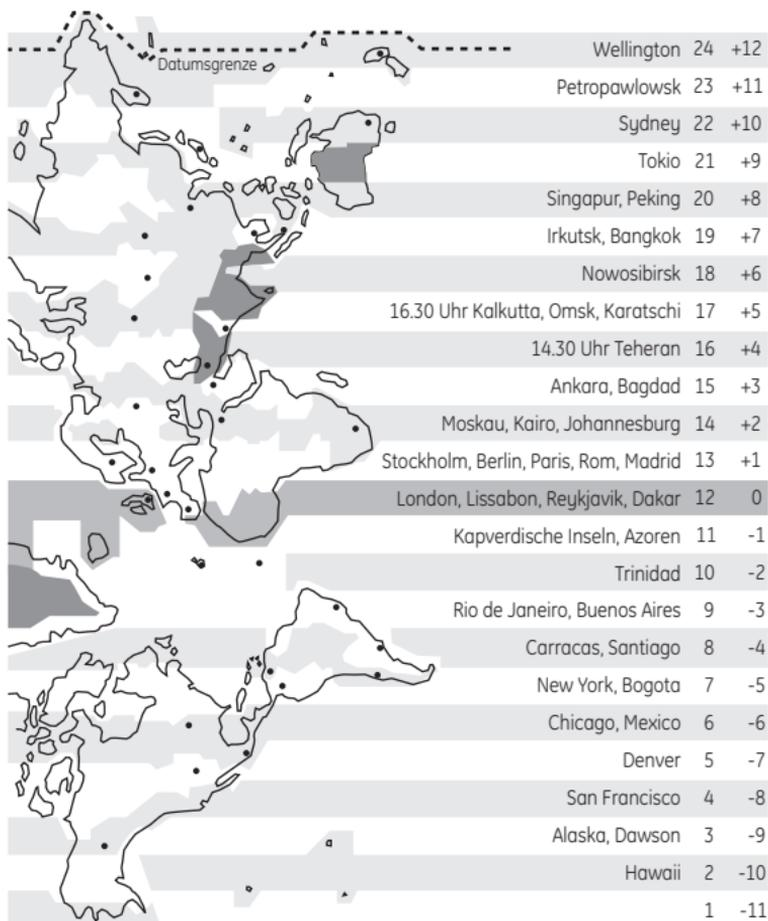 Wellington 24 +12
Datumsgrenze
Petropawlowsk 23 +11
Sydney 22 +10
Tokio 21 +9
Singapur, Peking 20 +8
Irkutsk, Bangkok 19 +7
Nowosibirsk 18 +6
16.30 Uhr Kalkutta, Omsk, Karatschi 17 +5
14.30 Uhr Teheran 16 +4
Ankara, Bagdad 15 +3
Moskau, Kairo, Johannesburg 14 +2
Stockholm, Berlin, Paris, Rom, Madrid 13 +1
London, Lissabon, Reykjavik, Dakar 12 0
Kapverdische Inseln, Azoren 11 -1
Trinidad 10 -2
Rio de Janeiro, Buenos Aires 9 -3
Carracas, Santiago 8 -4
New York, Bogota 7 -5
Chicago, Mexico 6 -6
Denver 5 -7
San Francisco 4 -8
Alaska, Dawson 3 -9
Hawaii 2 -10
1 -11